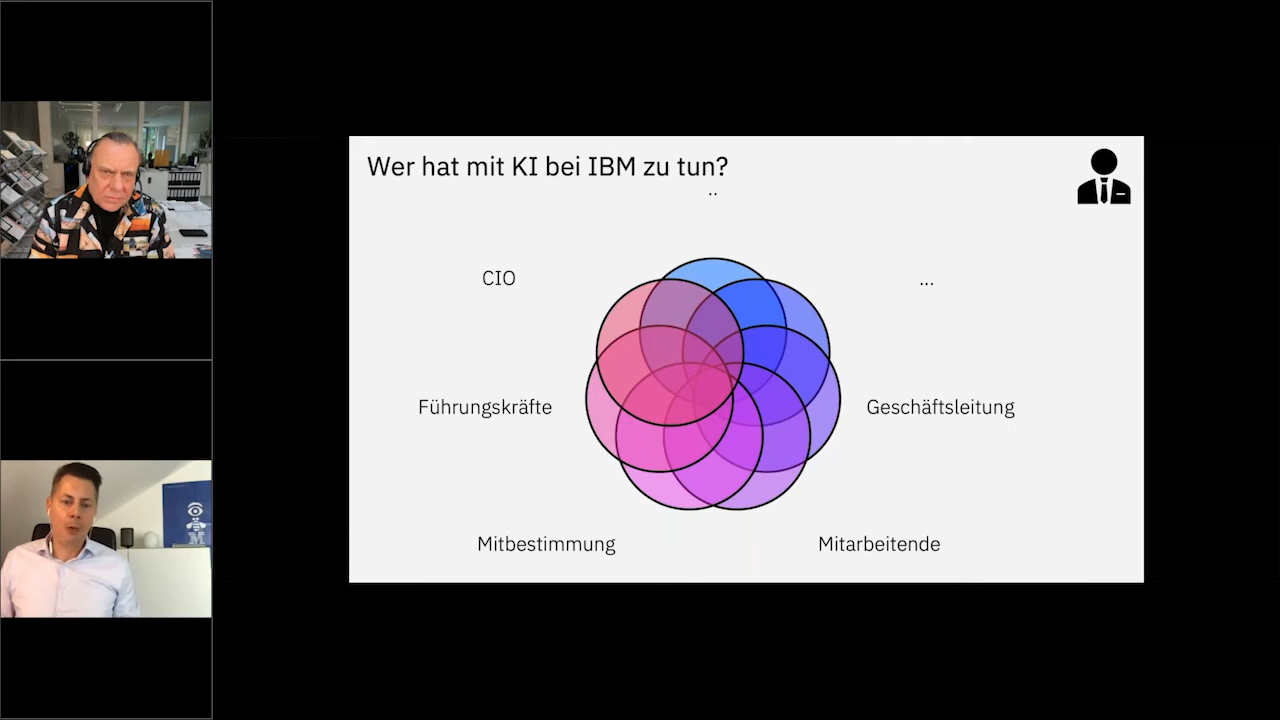 Wer hat mit KI bei IBM zu tun?
..
CIO
...
Führungskräfte
Geschäftsleitung
Mitbestimmung
Mitarbeitende